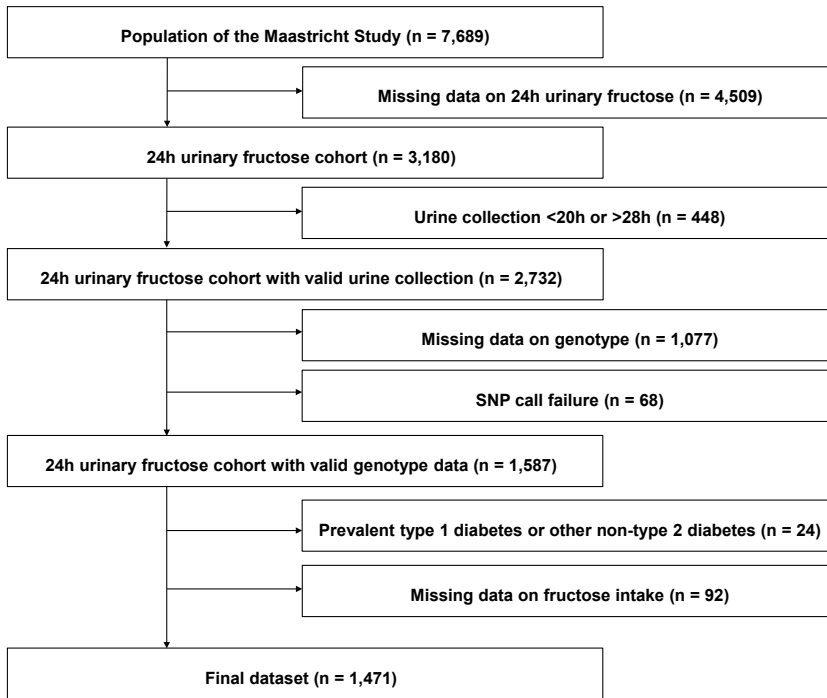 Population of the Maastricht Study (n = 7,689)
Missing data on 24h urinary fructose (n = 4,509)
24h urinary fructose cohort (n = 3,180)
Urine collection <20h or >28h (n = 448)
24h urinary fructose cohort with valid urine collection (n = 2,732)
Missing data on genotype (n = 1,077)
SNP call failure (n = 68)
24h urinary fructose cohort with valid genotype data (n = 1,587)
Prevalent type 1 diabetes or other non-type 2 diabetes (n = 24)
Missing data on fructose intake (n = 92)
Final dataset (n = 1,471)